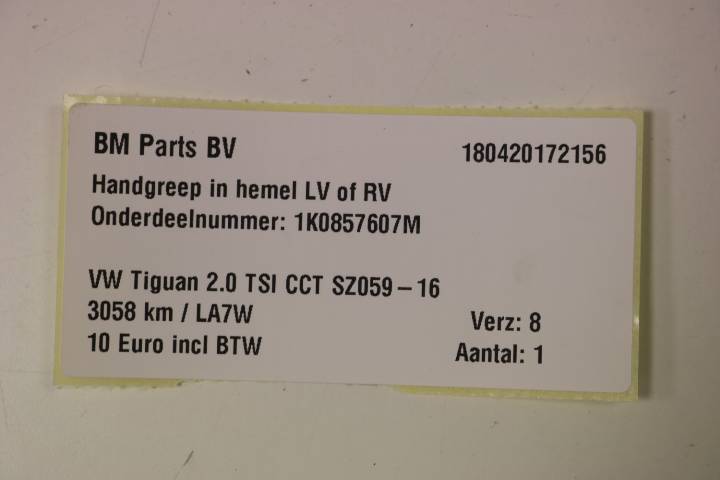 BM Parts BV 180420172156
Handgreep in hemel LV of RV
Onderdeelnummer: 1K0857607M
VW Tiguan 2.0 TSI CCT SZ059-16
3058 km / LA7W Verz: 8
10 Euro incl BTW Aantal: 1